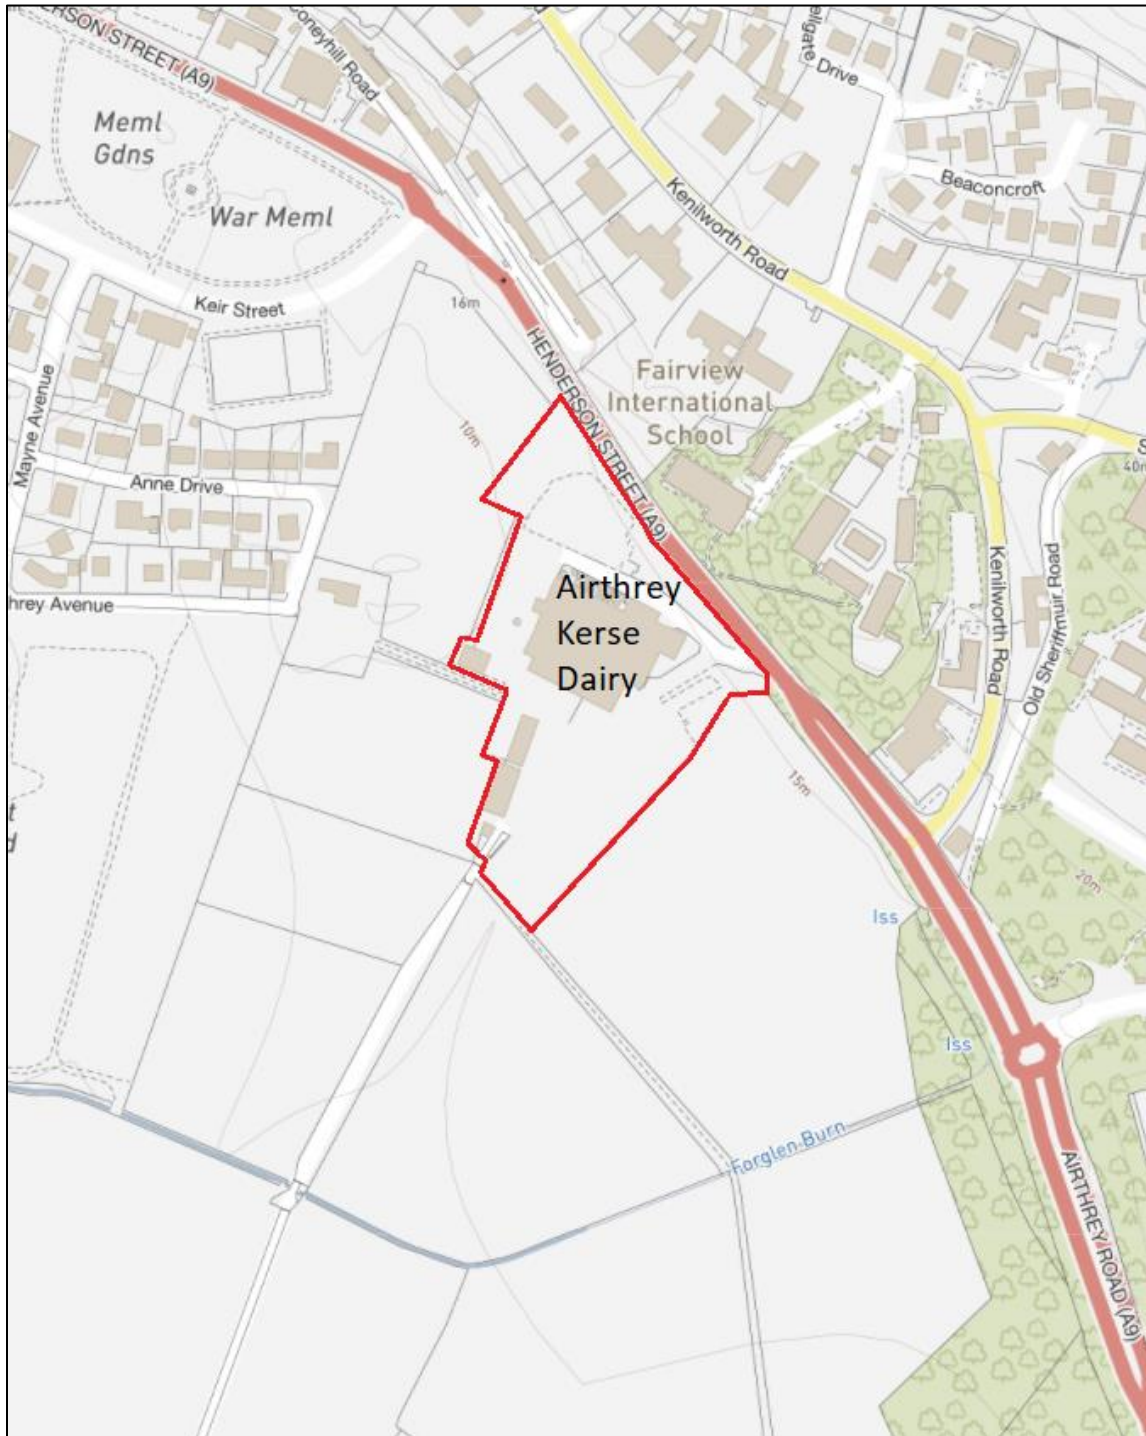 ERSON STREET (A9)
Coneyhill Road
ellgate Drive
Meml
Gdns
War Meml
Beaconcroft
Kenilworth Road
Keir Street
16m
HENDERSON STREET (A9)
Fairview
International
School
Mayne Avenue
10m
Anne Drive
S
40m
Airthrey
Kerse
Dairy
hrey Avenue
Kenilworth Road
Old Sheriffmuir Road
15m
t
d
20m
Iss
Iss
Forglen Burn
AIRTHREY ROAD (A9)